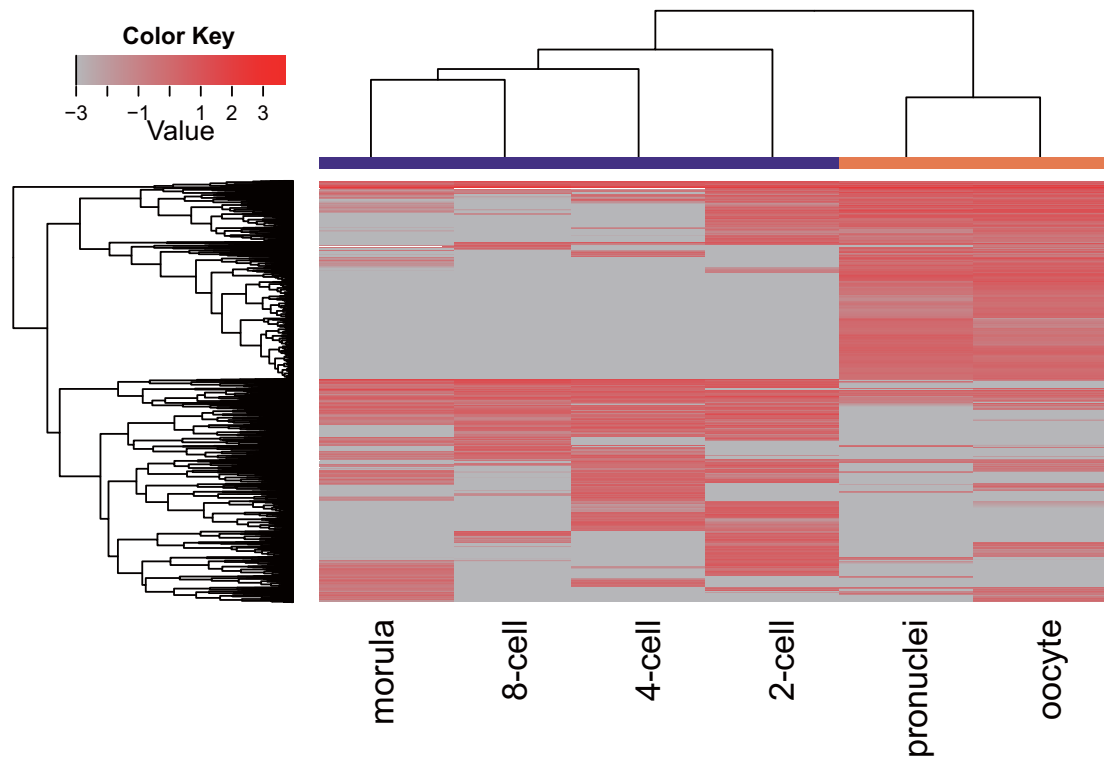 Color Key
−3 −1 1 2 3
Value
morula 8-cell 4-cell 2-cell pronuclei oocyte